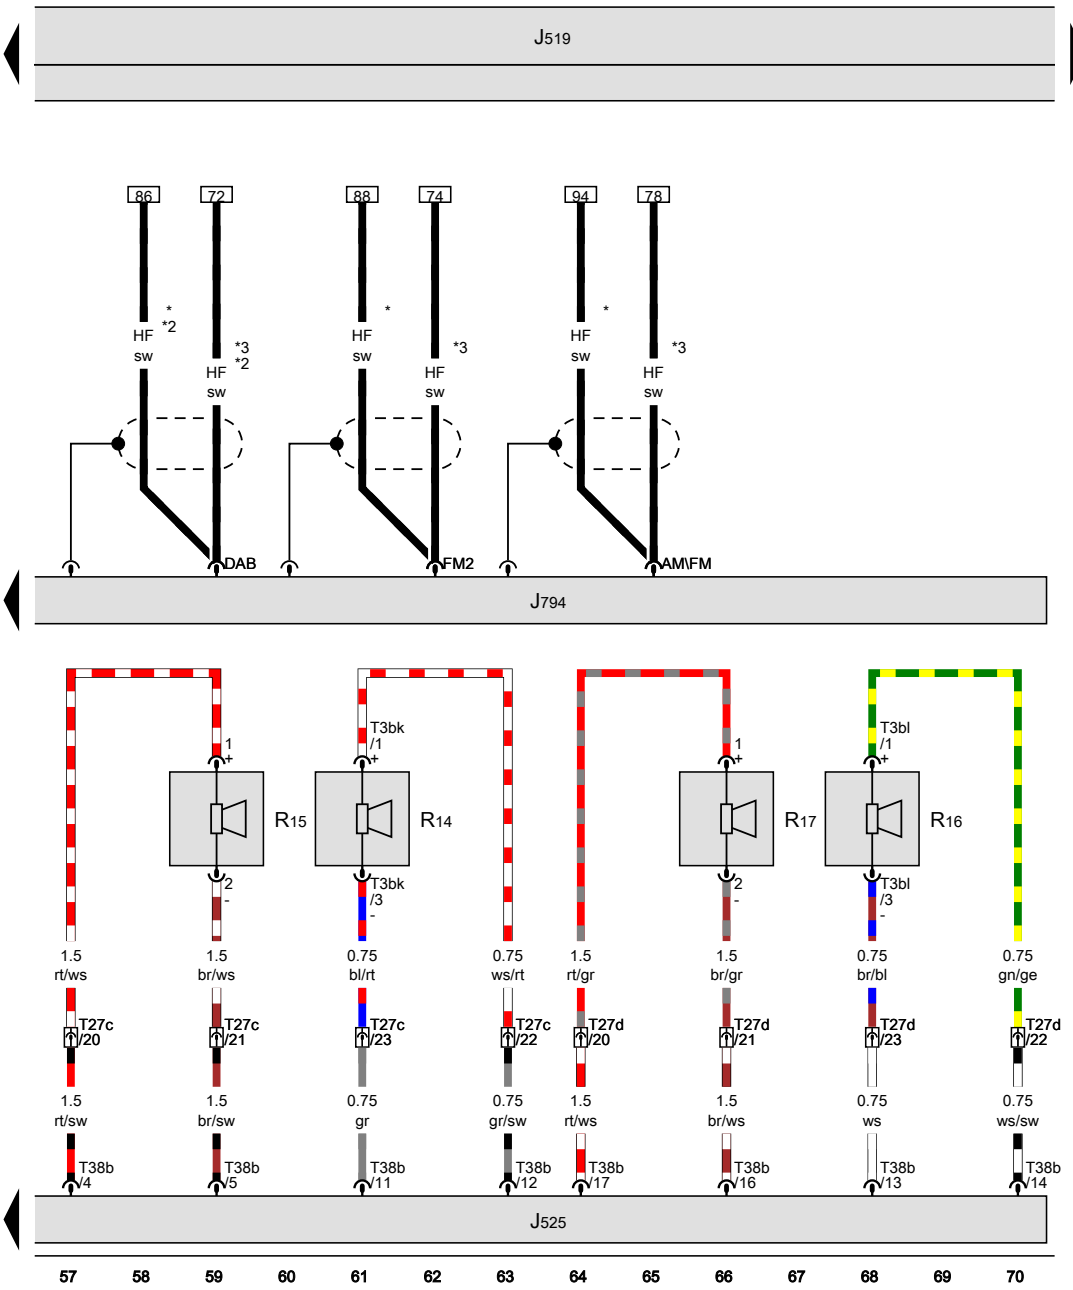 J519
86 72 88 74 94 78
* * *
*2
HF HF HF
*3 *3 *3
sw sw sw
*2
HF HF HF
sw sw sw
DAB FM2 AM\FM
J794
T3bk T3bl
1 /1 1 /1
+ + + +
R15 R14 R17 R16
2 T3bk 2 T3bl
- /3 - /3
- -
1.5 1.5 0.75 0.75 1.5 1.5 0.75 0.75
rt/ws br/ws bl/rt ws/rt rt/gr br/gr br/bl gn/ge
T27c T27c T27c T27c T27d T27d T27d T27d
/20 /21 /23 /22 /20 /21 /23 /22
1.5 1.5 0.75 0.75 1.5 1.5 0.75 0.75
rt/sw br/sw gr gr/sw rt/ws br/ws ws ws/sw
T38b T38b T38b T38b T38b T38b T38b T38b
/4 /5 /11 /12 /17 /16 /13 /14
J525
57 58 59 60 61 62 63 64 65 66 67 68 69 70